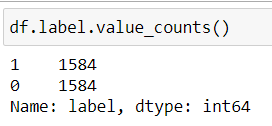 df.label.value_counts()
1    1584
0    1584
Name: label, dtype: int64